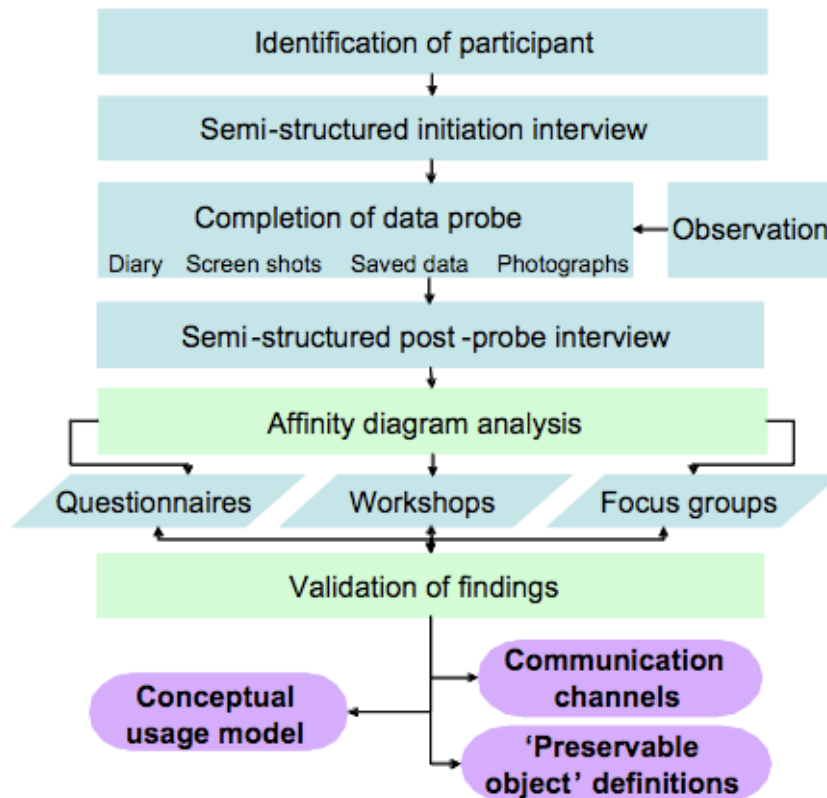 Identification of participant
Semi-structured initiation interview
Completion of data probe
Observation
Diary Screen shots Saved data Photographs
Semi-structured post-probe interview
Affinity diagram analysis
Questionnaires
Workshops
Focus groups
Validation of findings
Communication
channels
Conceptual
usage model
‘Preservable
object’ definitions